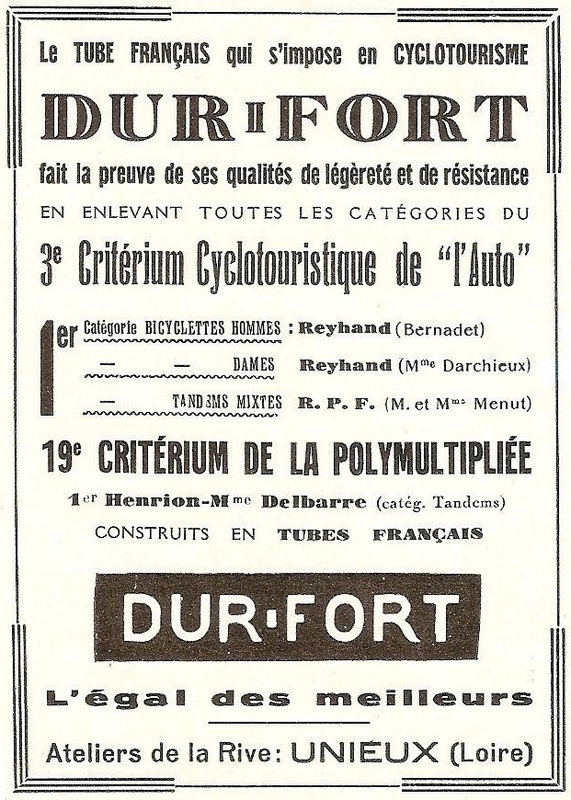 Le TUBE FRANÇAIS qui s'impose en CYCLOTOURISME
DUR FORT
fait la preuve de ses qualités de légèreté et de résistance
EN ENLEVANT TOUTES LES CATÉGORIES DU
3e Critérium Cyclotouristique de "l'Auto"
1er Catégorie BICYCLETTES HOMMES : Reyhand (Bernadet)
— — DAMES Reyhand (Mme Darchieux)
— TANDEMS MIXTES R. P. F. (M. et Mme Menut)
19e CRITÉRIUM DE LA POLYMULTIPLIÉE
1er Henrion-Mme Delbarre (catég. Tandems)
CONSTRUITS EN TUBES FRANÇAIS
DUR-FORT
L'égal des meilleurs
Ateliers de la Rive: UNIEUX (Loire)